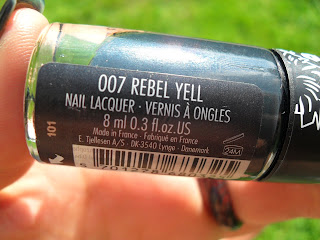 007 REBEL YELL
NAIL LACQUER · VERNIS À ONGLES
8 ml 0.3 fl.oz.US
Made in France · Fabriqué en France
E. Tjellesen A/S · DK-3540 Lynge · Danemark
24M
101